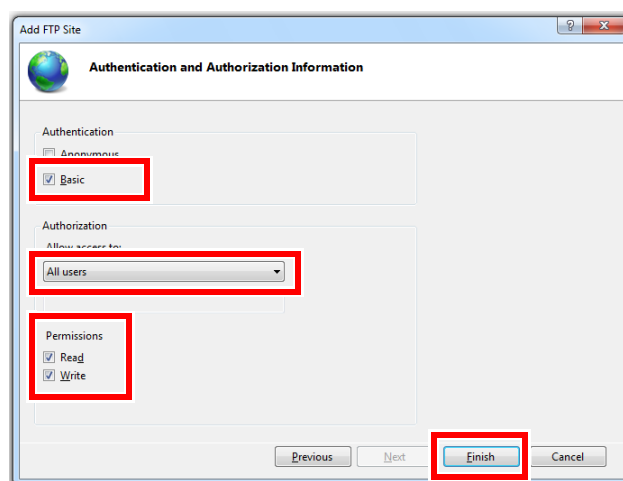 Add FTP Site
Authentication and Authorization Information
Authentication
Anonymous
Basic
Authorization
Allow access to:
All users
Permissions
Read
Write
Previous Next Finish Cancel